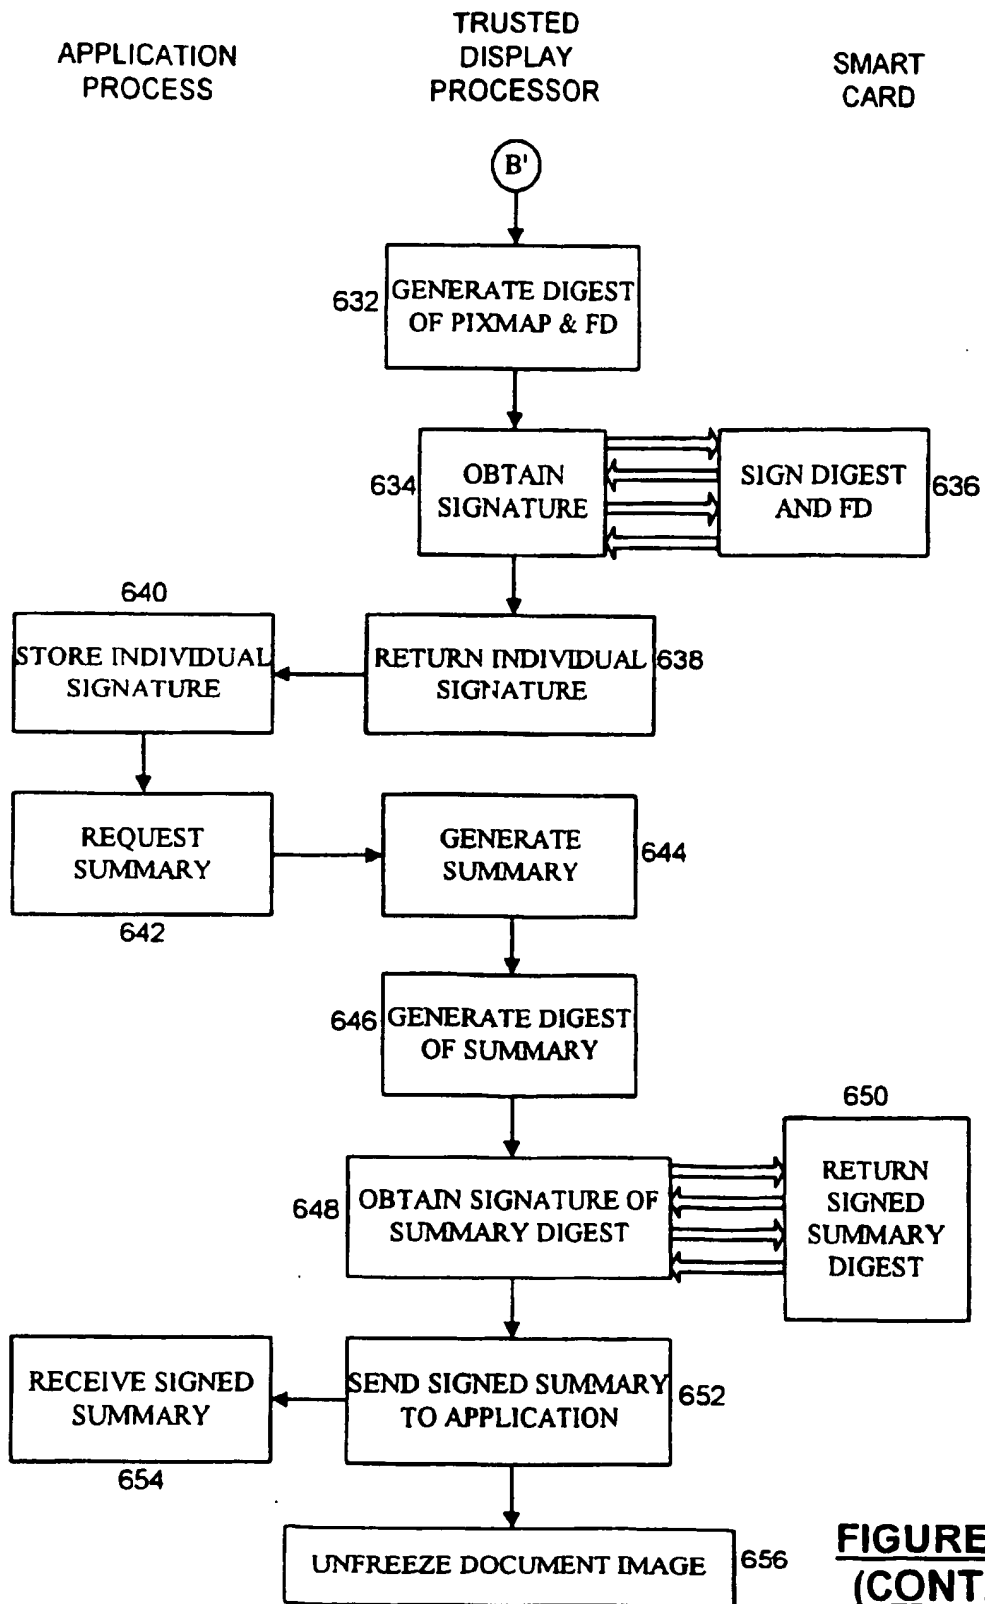 APPLICATION
PROCESS
TRUSTED
DISPLAY
PROCESSOR
SMART
CARD
B'
632
GENERATE DIGEST
OF PIXMAP & FD
634
OBTAIN
SIGNATURE
SIGN DIGEST
AND FD
636
640
STORE INDIVIDUAL
SIGNATURE
RETURN INDIVIDUAL
SIGNATURE
638
REQUEST
SUMMARY
642
GENERATE
SUMMARY
644
646
GENERATE DIGEST
OF SUMMARY
648
OBTAIN SIGNATURE OF
SUMMARY DIGEST
650
RETURN
SIGNED
SUMMARY
DIGEST
RECEIVE SIGNED
SUMMARY
654
SEND SIGNED SUMMARY
TO APPLICATION
652
UNFREEZE DOCUMENT IMAGE
656
FIGURE
(CONT.